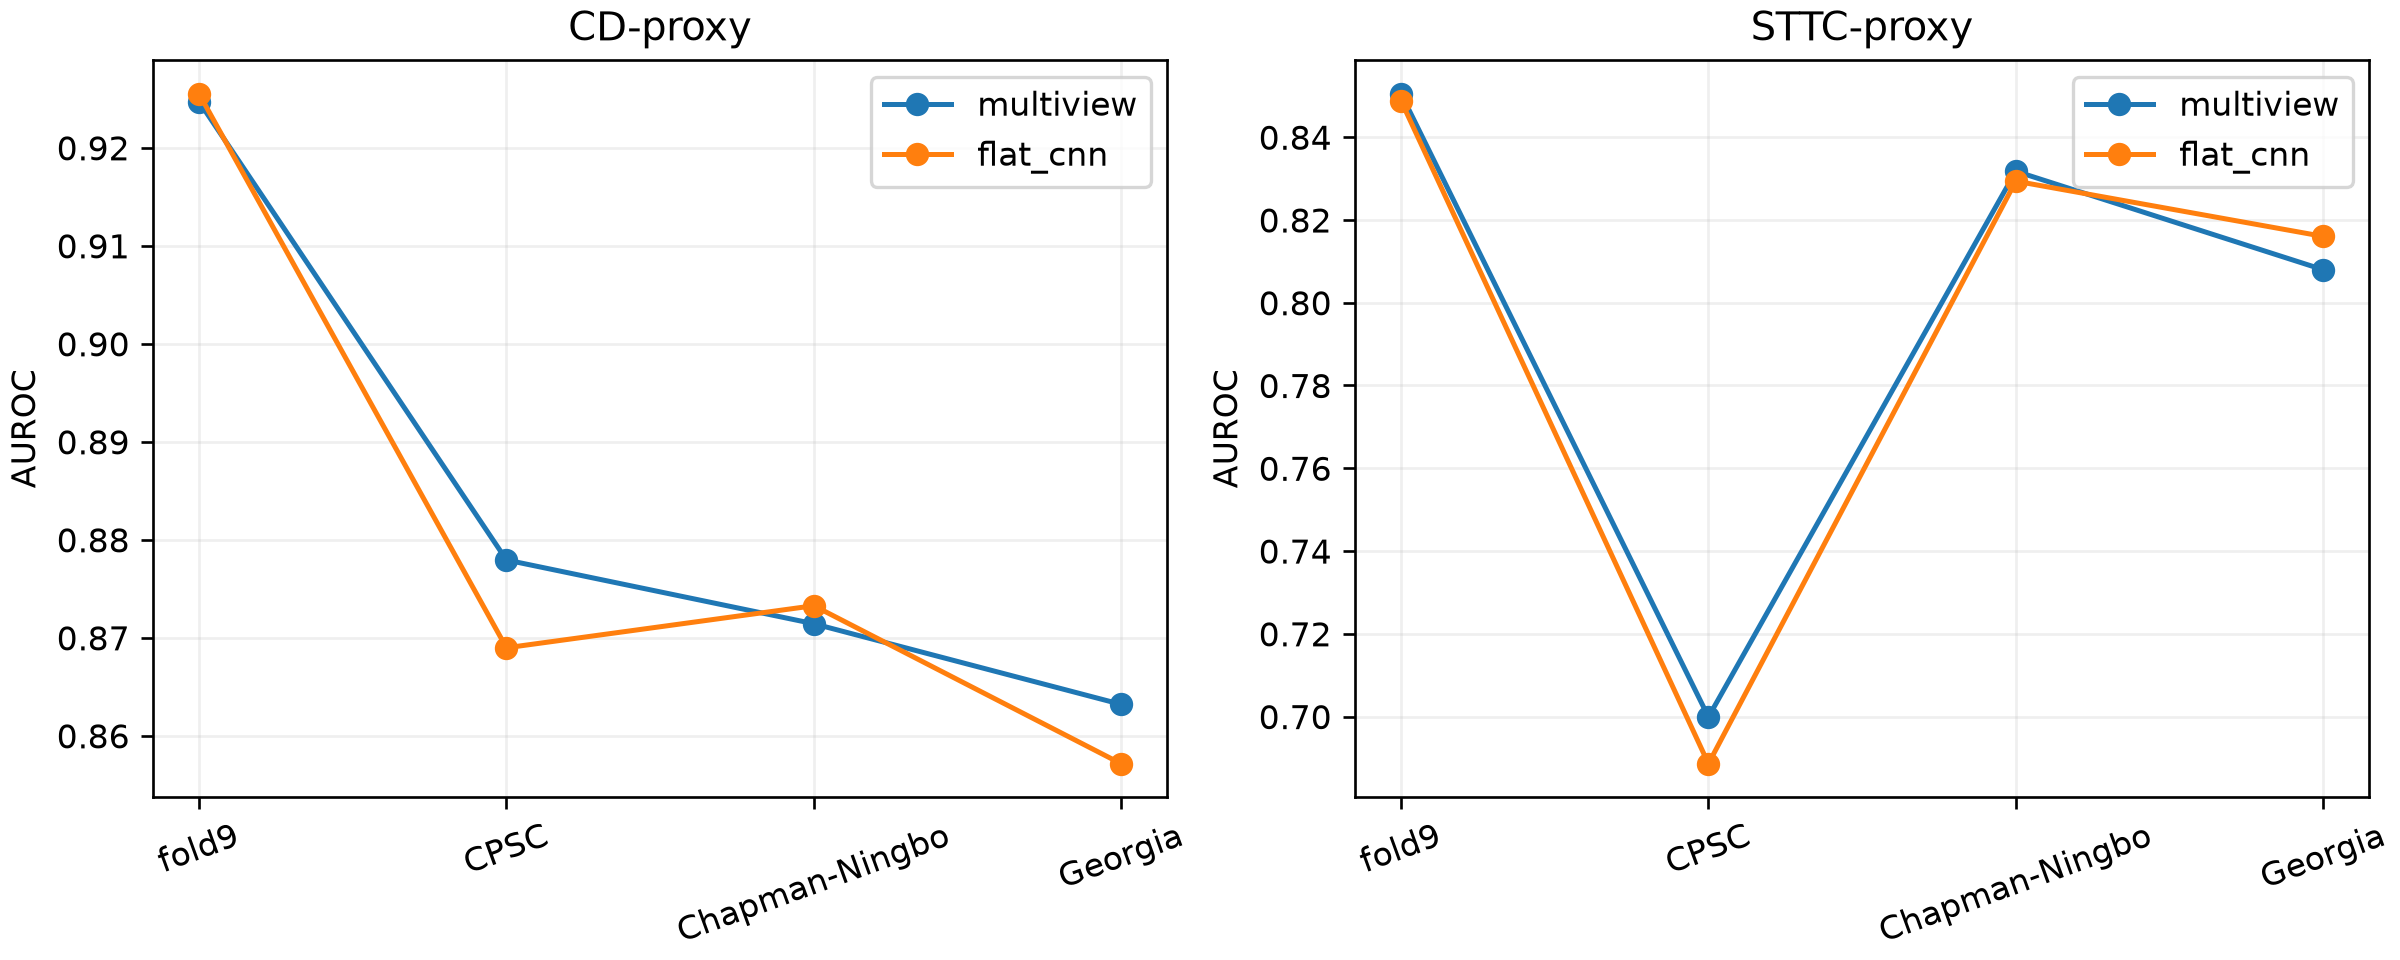 CD-proxy
AUROC
0.92
0.91
0.90
0.89
0.88
0.87
0.86
multiview
flat_cnn
fold9
CPSC
Chapman-Ningbo
Georgia
STTC-proxy
AUROC
0.84
0.82
0.80
0.78
0.76
0.74
0.72
0.70
multiview
flat_cnn
fold9
CPSC
Chapman-Ningbo
Georgia